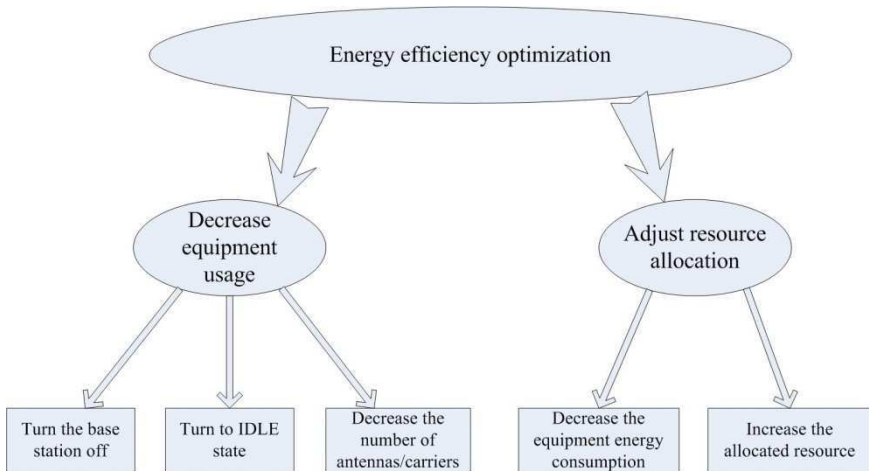 Energy efficiency optimization
Decrease
equipment
usage
Adjust resource
allocation
Turn the base
station off
Turn to IDLE
state
Decrease the
number of
antennas/carriers
Decrease the
equipment energy
consumption
Increase the
allocated resource